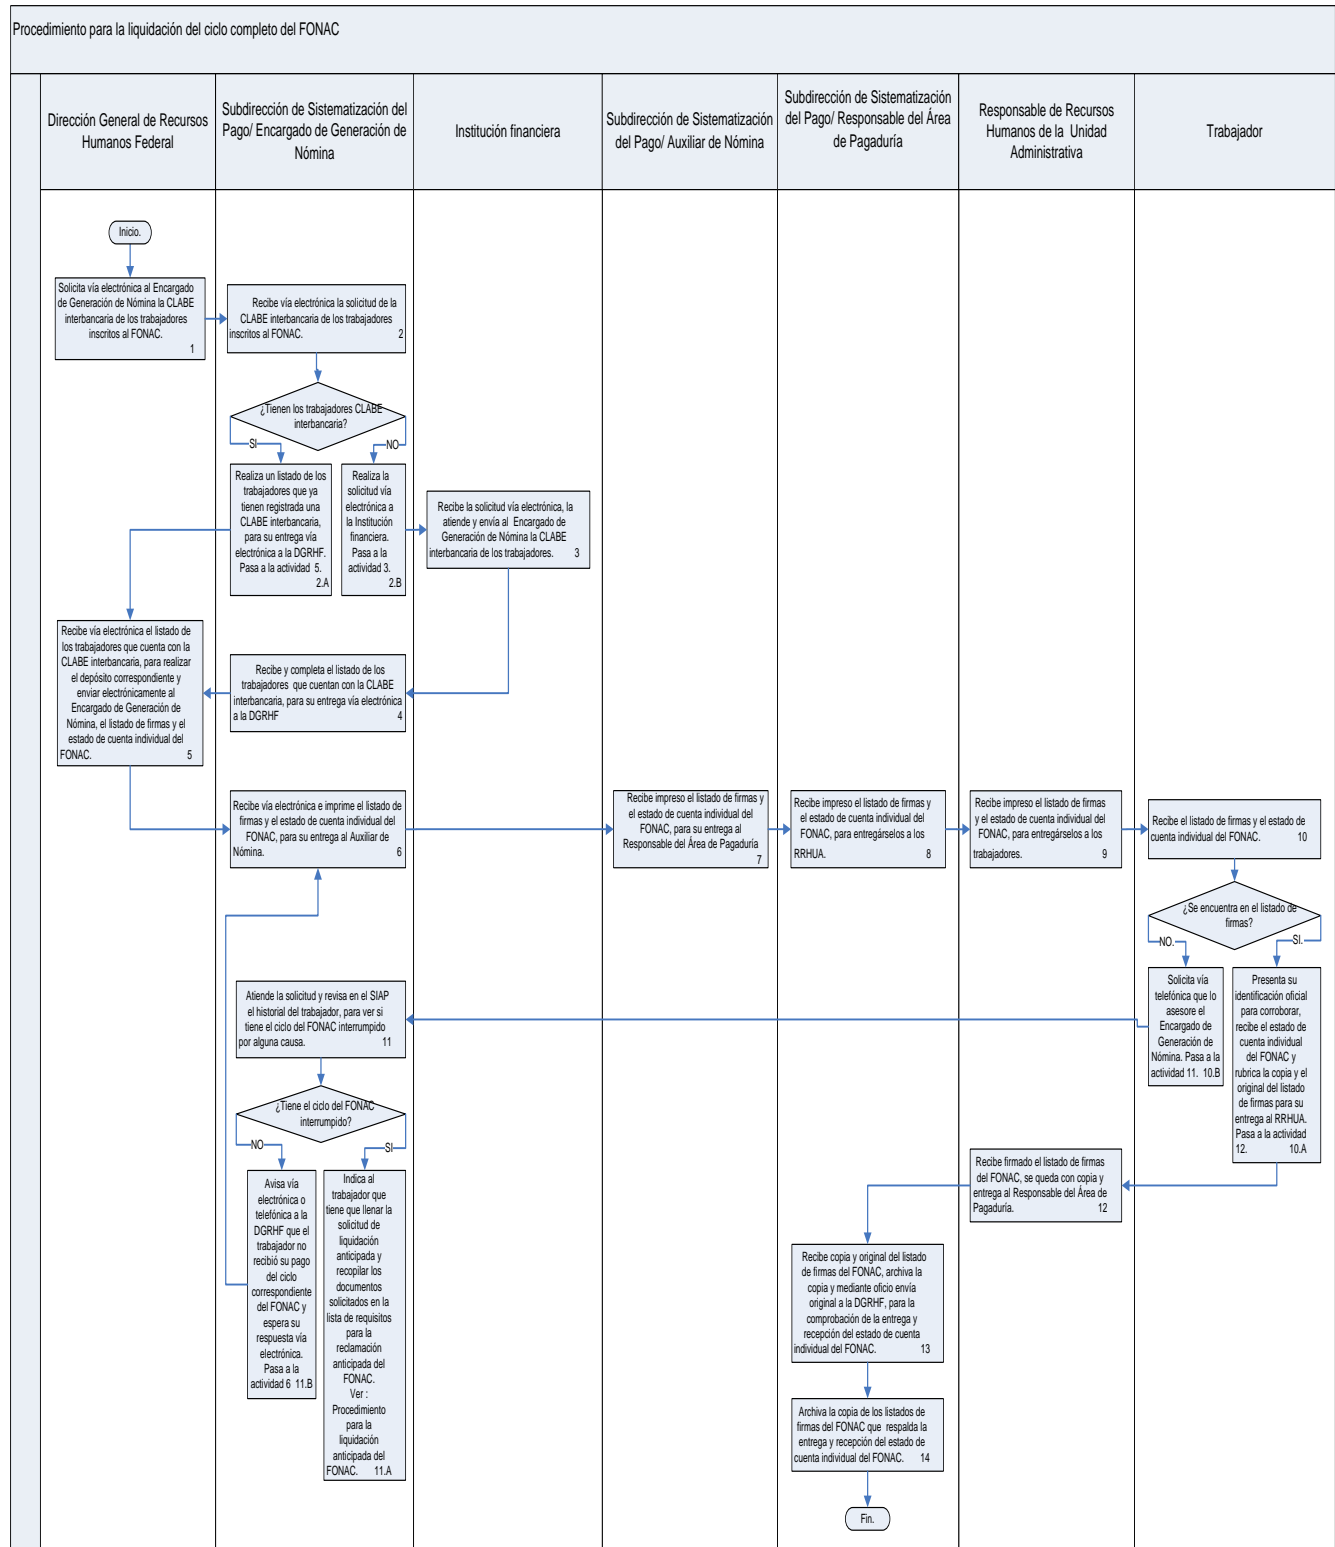 Procedimiento para la liquidación del ciclo completo del FONAC
Dirección General de Recursos
Humanos Federal
Subdirección de Sistematización del
Pago/ Encargado de Generación de
Nómina
Institución financiera
Subdirección de Sistematización
del Pago/ Auxiliar de Nómina
Subdirección de Sistematización
del Pago/ Responsable del Área
de Pagaduría
Responsable de Recursos
Humanos de la Unidad
Administrativa
Trabajador
Inicio.
Solicita vía electrónica al Encargado
de Generación de Nómina la CLABE
interbancaria de los trabajadores
inscritos al FONAC.
1
Recibe vía electrónica la solicitud de la
CLABE interbancaria de los trabajadores
inscritos al FONAC. 2
¿Tienen los trabajadores CLABE
interbancaria?
SI
NO
Realiza un listado de los
trabajadores que ya
tienen registrada una
CLABE interbancaria,
para su entrega vía
electrónica a la DGRHF.
Pasa a la actividad 5.
2.A
Realiza la
solicitud vía
electrónica a
la Institución
financiera.
Pasa a la
actividad 3.
2.B
Recibe la solicitud vía electrónica, la
atiende y envía al Encargado de
Generación de Nómina la CLABE
interbancaria de los trabajadores. 3
Recibe vía electrónica el listado de
los trabajadores que cuenta con la
CLABE interbancaria, para realizar
el depósito correspondiente y
enviar electrónicamente al
Encargado de Generación de
Nómina, el listado de firmas y el
estado de cuenta individual del
FONAC. 5
Recibe y completa el listado de los
trabajadores que cuentan con la CLABE
interbancaria, para su entrega vía electrónica
a la DGRHF 4
Recibe vía electrónica e imprime el listado de
firmas y el estado de cuenta individual del
FONAC, para su entrega al Auxiliar de
Nómina. 6
Recibe impreso el listado de firmas y
el estado de cuenta individual del
FONAC, para su entrega al
Responsable del Área de Pagaduría
7
Recibe impreso el listado de firmas y
el estado de cuenta individual del
FONAC, para entregárselos a los
RRHUA. 8
Recibe impreso el listado de firmas
y el estado de cuenta individual del
FONAC, para entregárselos a los
trabajadores. 9
Recibe el listado de firmas y el estado de
cuenta individual del FONAC. 10
¿Se encuentra en el listado de
firmas?
NO.
SI.
Solicita vía
telefónica que lo
asesore el
Encargado de
Generación de
Nómina. Pasa a la
actividad 11. 10.B
Presenta su
identificación oficial
para corroborar,
recibe el estado de
cuenta individual
del FONAC y
rubrica la copia y el
original del listado
de firmas para su
entrega al RRHUA.
Pasa a la actividad
12. 10.A
Atiende la solicitud y revisa en el SIAP
el historial del trabajador, para ver si
tiene el ciclo del FONAC interrumpido
por alguna causa. 11
¿Tiene el ciclo del FONAC
interrumpido?
NO
SI
Avisa vía
electrónica o
telefónica a la
DGRHF que el
trabajador no
recibió su pago
del ciclo
correspondiente
del FONAC y
espera su
respuesta vía
electrónica.
Pasa a la
actividad 6 11.B
Indica al
trabajador que
tiene que llenar la
solicitud de
liquidación
anticipada y
recopilar los
documentos
solicitados en la
lista de requisitos
para la
reclamación
anticipada del
FONAC.
Ver :
Procedimiento
para la
liquidación
anticipada del
FONAC. 11.A
Recibe firmado el listado de firmas
del FONAC, se queda con copia y
entrega al Responsable del Área de
Pagaduría. 12
Recibe copia y original del listado
de firmas del FONAC, archiva la
copia y mediante oficio envía
original a la DGRHF, para la
comprobación de la entrega y
recepción del estado de cuenta
individual del FONAC. 13
Archiva la copia de los listados de
firmas del FONAC que respalda la
entrega y recepción del estado de
cuenta individual del FONAC. 14
Fin.